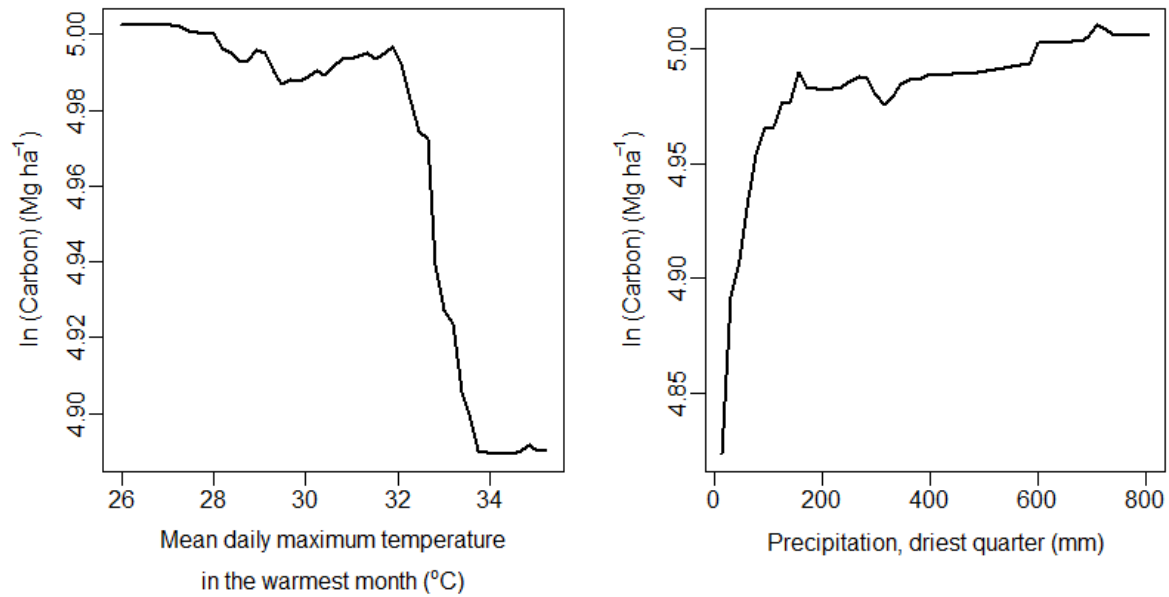 ln (Carbon) (Mg ha⁻¹)
5.00
4.98
4.96
4.94
4.92
4.90
26 28 30 32 34
Mean daily maximum temperature
in the warmest month (°C)
ln (Carbon) (Mg ha⁻¹)
5.00
4.95
4.90
4.85
0 200 400 600 800
Precipitation, driest quarter (mm)